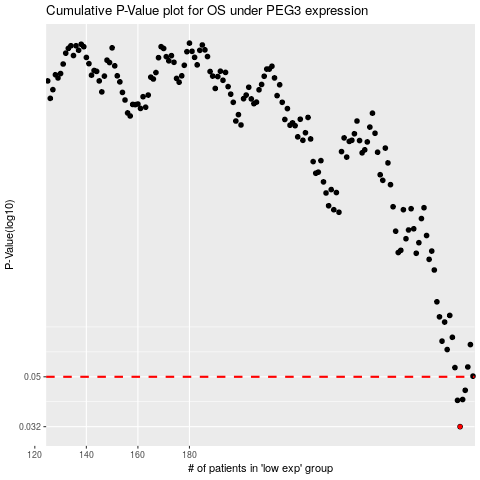 Cumulative P-Value plot for OS under PEG3 expression
P-Value(log10)
0.05
0.032
120 140 160 180
# of patients in 'low exp' group